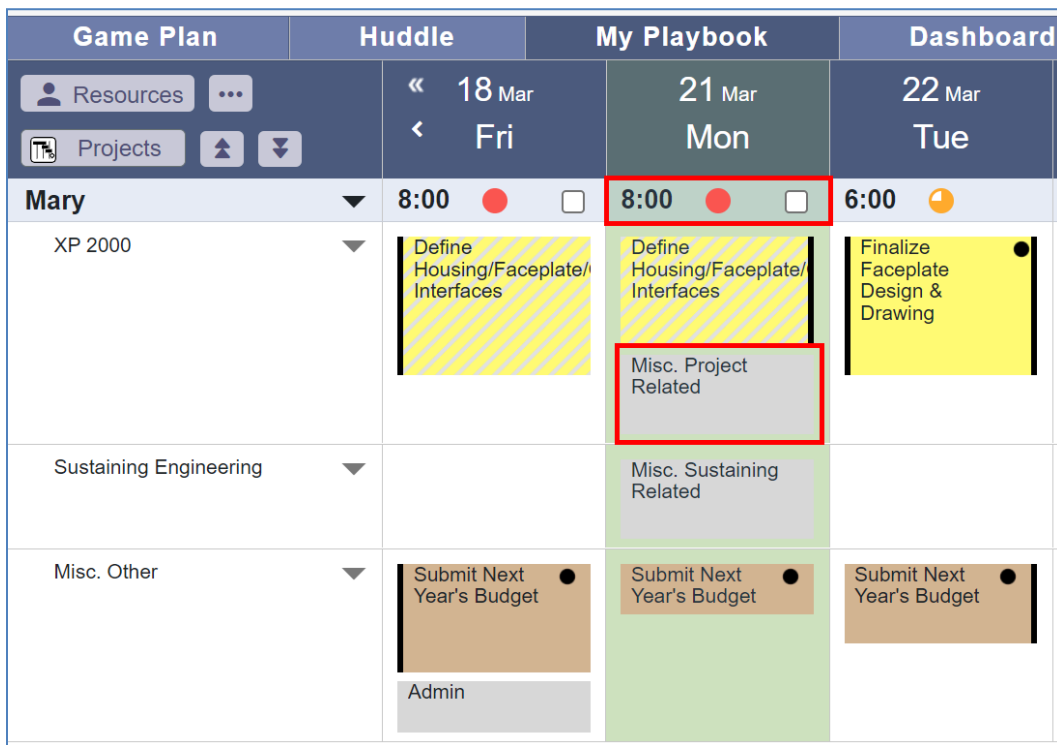 Game Plan Huddle My Playbook Dashboard
Resources
Projects
18 Mar
Fri
21 Mar
Mon
22 Mar
Tue
Mary 8:00 8:00 6:00
XP 2000
Define
Housing/Faceplate/
Interfaces
Define
Housing/Faceplate/
Interfaces
Misc. Project
Related
Finalize
Faceplate
Design &
Drawing
Sustaining Engineering
Misc. Sustaining
Related
Misc. Other
Submit Next
Year's Budget
Admin
Submit Next
Year's Budget
Submit Next
Year's Budget